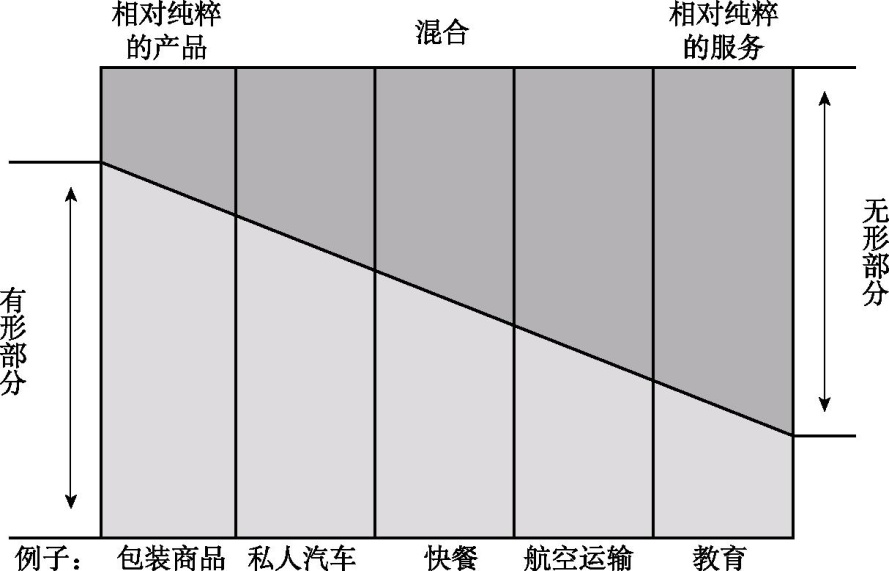 相对纯粹
的产品
混合
相对纯粹
的服务
有形部分
无形部分
例子： 包装商品 私人汽车 快餐 航空运输 教育